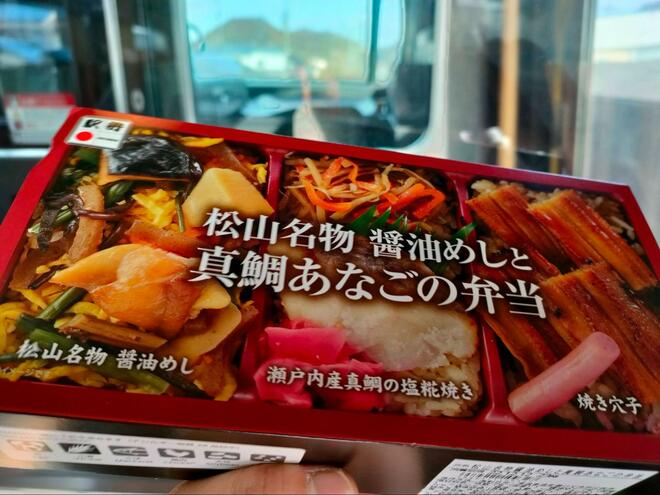 駅弁
松山名物 醤油めしと
真鯛あなごの弁当
松山名物 醤油めし
瀬戸内産真鯛の塩糀焼き
焼き穴子